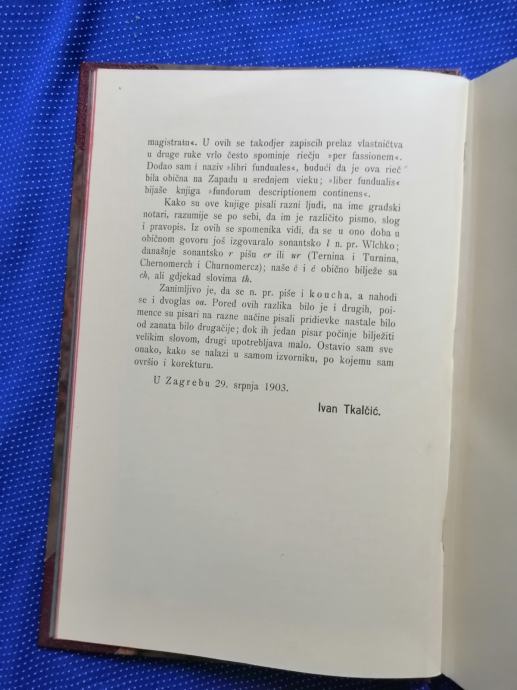 magistratu«. U ovih se takodjer zapiscih prelaz vlastničtva
u druge ruke vrlo često spominje riečju »per fassionem«.
Dodao sam i naziv »libri funduales«, budući da je ova rieč
bila obična na Zapadu u srednjem vieku; »liber fundualis«
bijaše knjiga »fundorum descriptionem continens«.
Kako su ove knjige pisali razni ljudi, na ime gradski
notari, razumije se po sebi, da im je različito pismo, slog
i pravopis. Iz ovih se spomenika vidi, da se u ono doba u
običnom govoru još izgovaralo sonantsko l n. pr. Wlchko;
današnje sonantsko r pišu er ili ur (Ternina i Turnina,
Chernomerch i Churnomercz); naše č i ć obično bilježe sa
ch, ali gdjekad slovima th.
Zanimljivo je, da se n. pr. piše i koucha, a nahodi
se i dvoglas ou. Pored ovih razlika bilo je i drugih, poi-
mence su pisari na razne načine pisali pridievke nastale bilo
od zanata bilo drugačije; dok ih jedan pisar počinje bilježiti
velikim slovom, drugi upotrebljava malo. Ostavio sam sve
onako, kako se nalazi u samom izvorniku, po kojemu sam
ovršio i korekturu.
U Zagrebu 29. srpnja 1903.
Ivan Tkalčić.